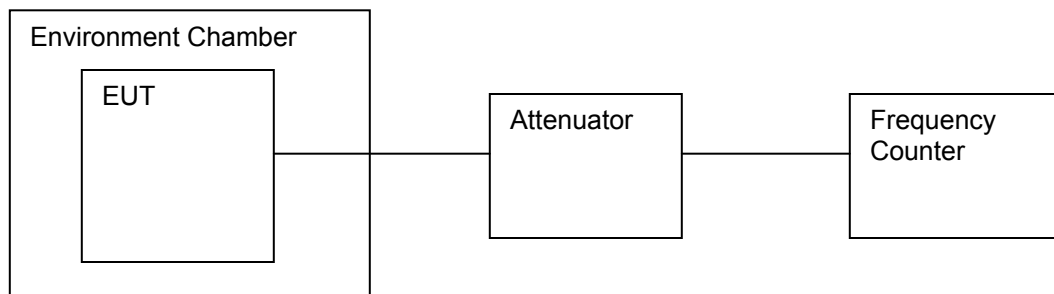 Environment Chamber
EUT
Attenuator
Frequency
Counter